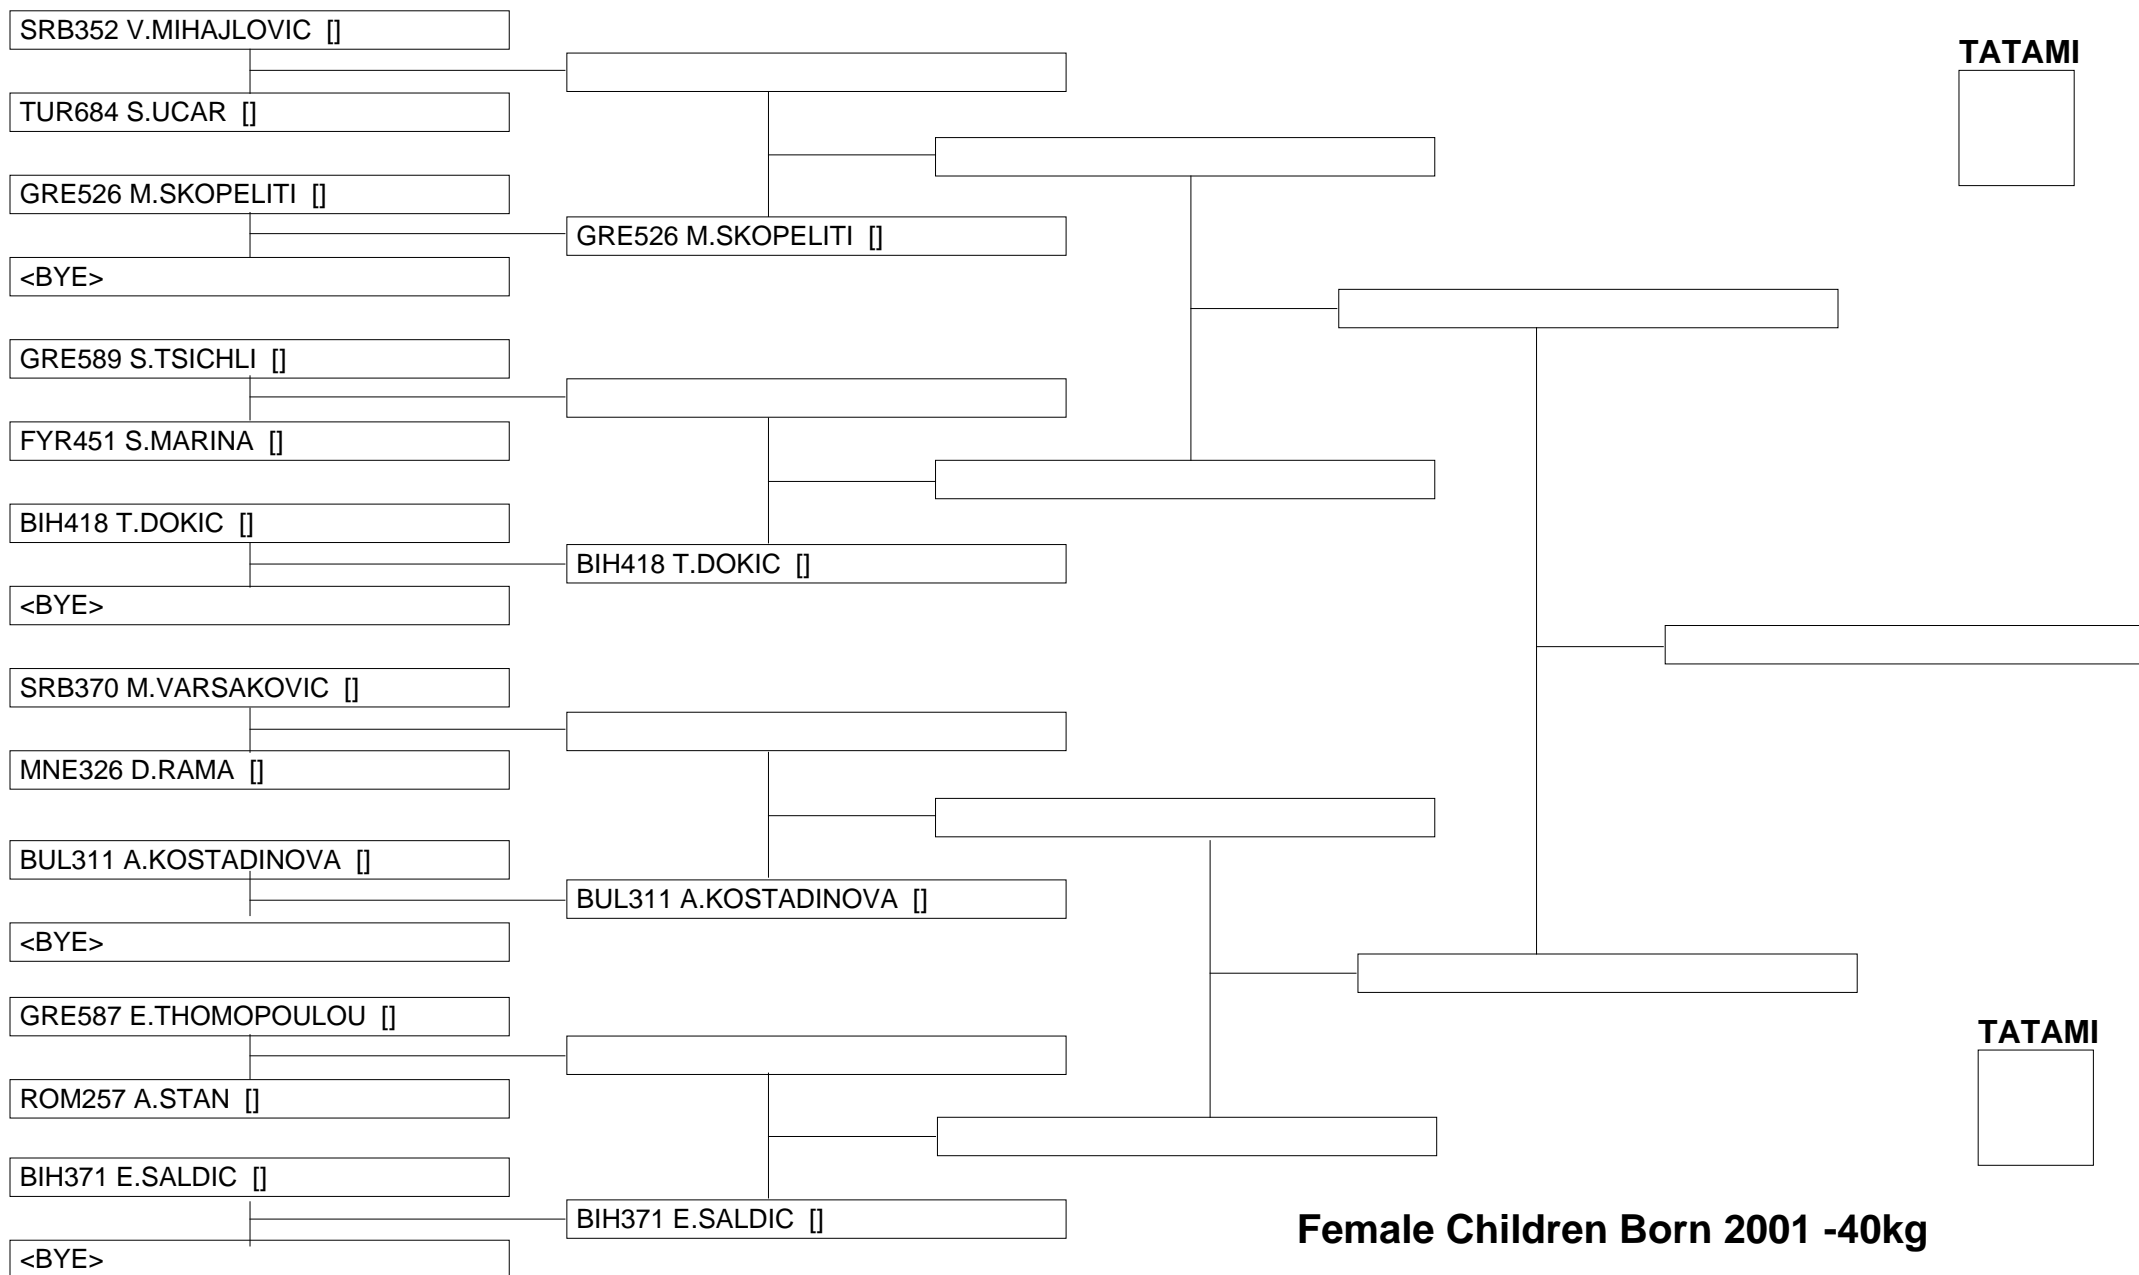 SRB352 V.MIHAJLOVIC []
TATAMI
TUR684 S.UCAR []
GRE526 M.SKOPELITI []
GRE526 M.SKOPELITI []
<BYE>
GRE589 S.TSICHLI []
FYR451 S.MARINA []
BIH418 T.DOKIC []
BIH418 T.DOKIC []
<BYE>
SRB370 M.VARSAKOVIC []
MNE326 D.RAMA []
BUL311 A.KOSTADINOVA []
BUL311 A.KOSTADINOVA []
<BYE>
GRE587 E.THOMOPOULOU []
TATAMI
ROM257 A.STAN []
BIH371 E.SALDIC []
BIH371 E.SALDIC []
Female Children Born 2001 -40kg
<BYE>